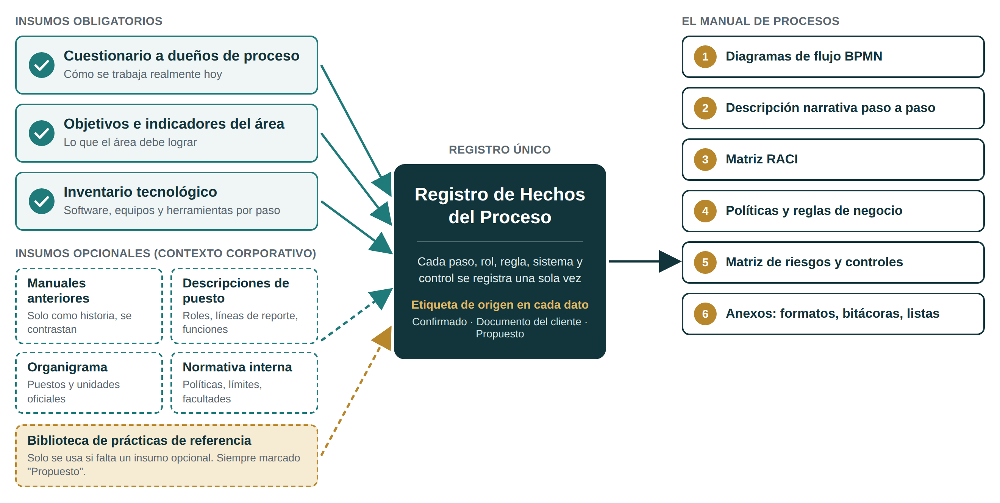 INSUMOS OBLIGATORIOS
Cuestionario a dueños de proceso
Cómo se trabaja realmente hoy
Objetivos e indicadores del área
Lo que el área debe lograr
Inventario tecnológico
Software, equipos y herramientas por paso
INSUMOS OPCIONALES (CONTEXTO CORPORATIVO)
Manuales
anteriores
Solo como historia, se
contrastan
Descripciones de
puesto
Roles, líneas de reporte,
funciones
Organigrama
Puestos y unidades
oficiales
Normativa interna
Políticas, límites,
facultades
Biblioteca de prácticas de referencia
Solo se usa si falta un insumo opcional. Siempre marcado
"Propuesto".
REGISTRO ÚNICO
Registro de Hechos
del Proceso
Cada paso, rol, regla, sistema y
control se registra una sola vez
Etiqueta de origen en cada dato
Confirmado · Documento del cliente ·
Propuesto
EL MANUAL DE PROCESOS
1 Diagramas de flujo BPMN
2 Descripción narrativa paso a paso
3 Matriz RACI
4 Políticas y reglas de negocio
5 Matriz de riesgos y controles
6 Anexos: formatos, bitácoras, listas